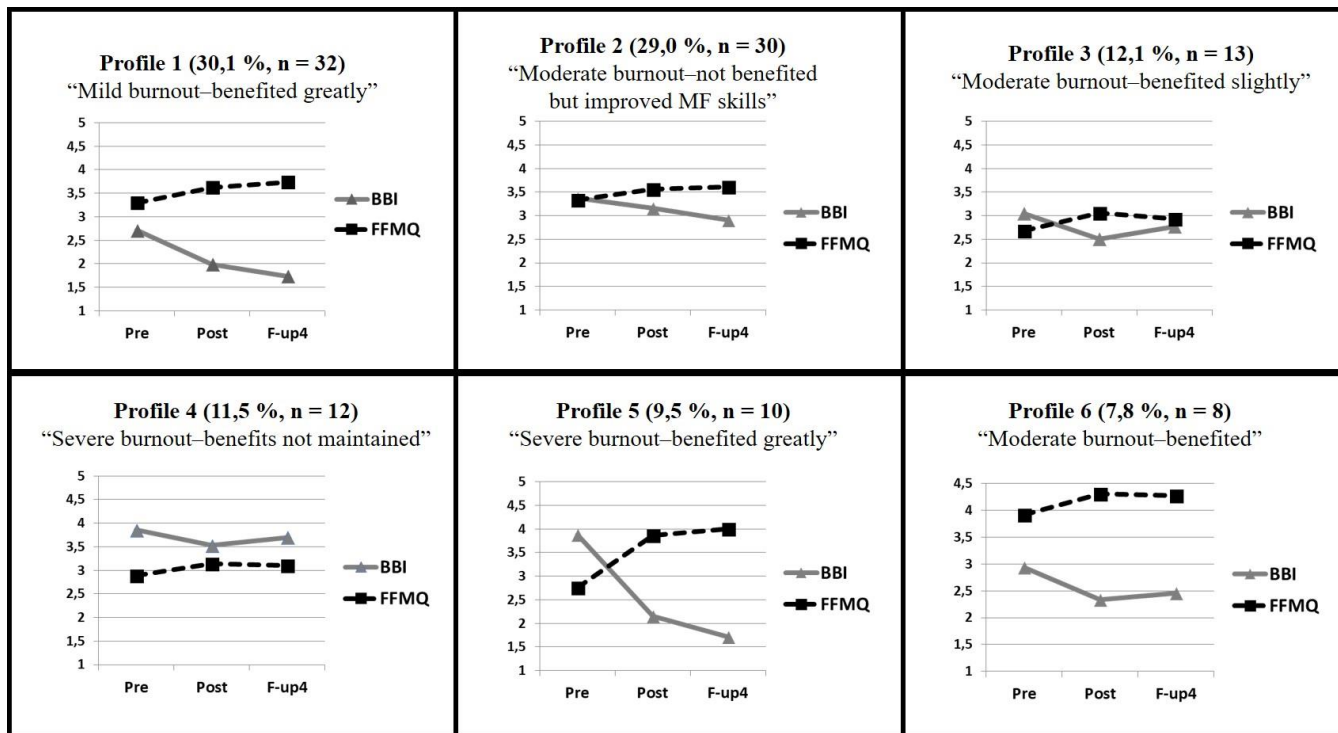 Profile 1 (30,1 %, n = 32)
“Mild burnout–benefited greatly”
5
4,5
4
3,5
3
2,5
2
1,5
1
Pre Post F-up4
BBI
FFMQ
Profile 2 (29,0 %, n = 30)
“Moderate burnout–not benefited
but improved MF skills”
5
4,5
4
3,5
3
2,5
2
1,5
1
Pre Post F-up4
BBI
FFMQ
Profile 3 (12,1 %, n = 13)
“Moderate burnout–benefited slightly”
5
4,5
4
3,5
3
2,5
2
1,5
1
Pre Post F-up4
BBI
FFMQ
Profile 4 (11,5 %, n = 12)
“Severe burnout–benefits not maintained”
5
4,5
4
3,5
3
2,5
2
1,5
1
Pre Post F-up4
BBI
FFMQ
Profile 5 (9,5 %, n = 10)
“Severe burnout–benefited greatly”
5
4,5
4
3,5
3
2,5
2
1,5
1
Pre Post F-up4
BBI
FFMQ
Profile 6 (7,8 %, n = 8)
“Moderate burnout–benefited”
4,5
4
3,5
3
2,5
2
1,5
1
Pre Post F-up4
BBI
FFMQ